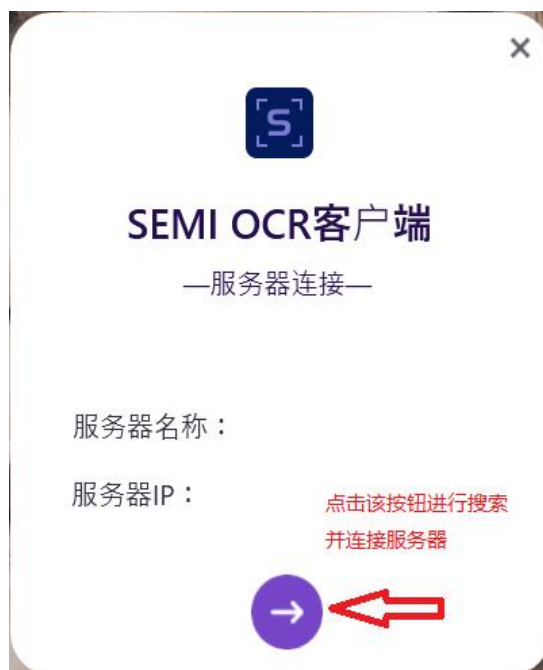 S
SEMI OCR客户端
—服务器连接—
服务器名称：
服务器IP：
点击该按钮进行搜索
并连接服务器